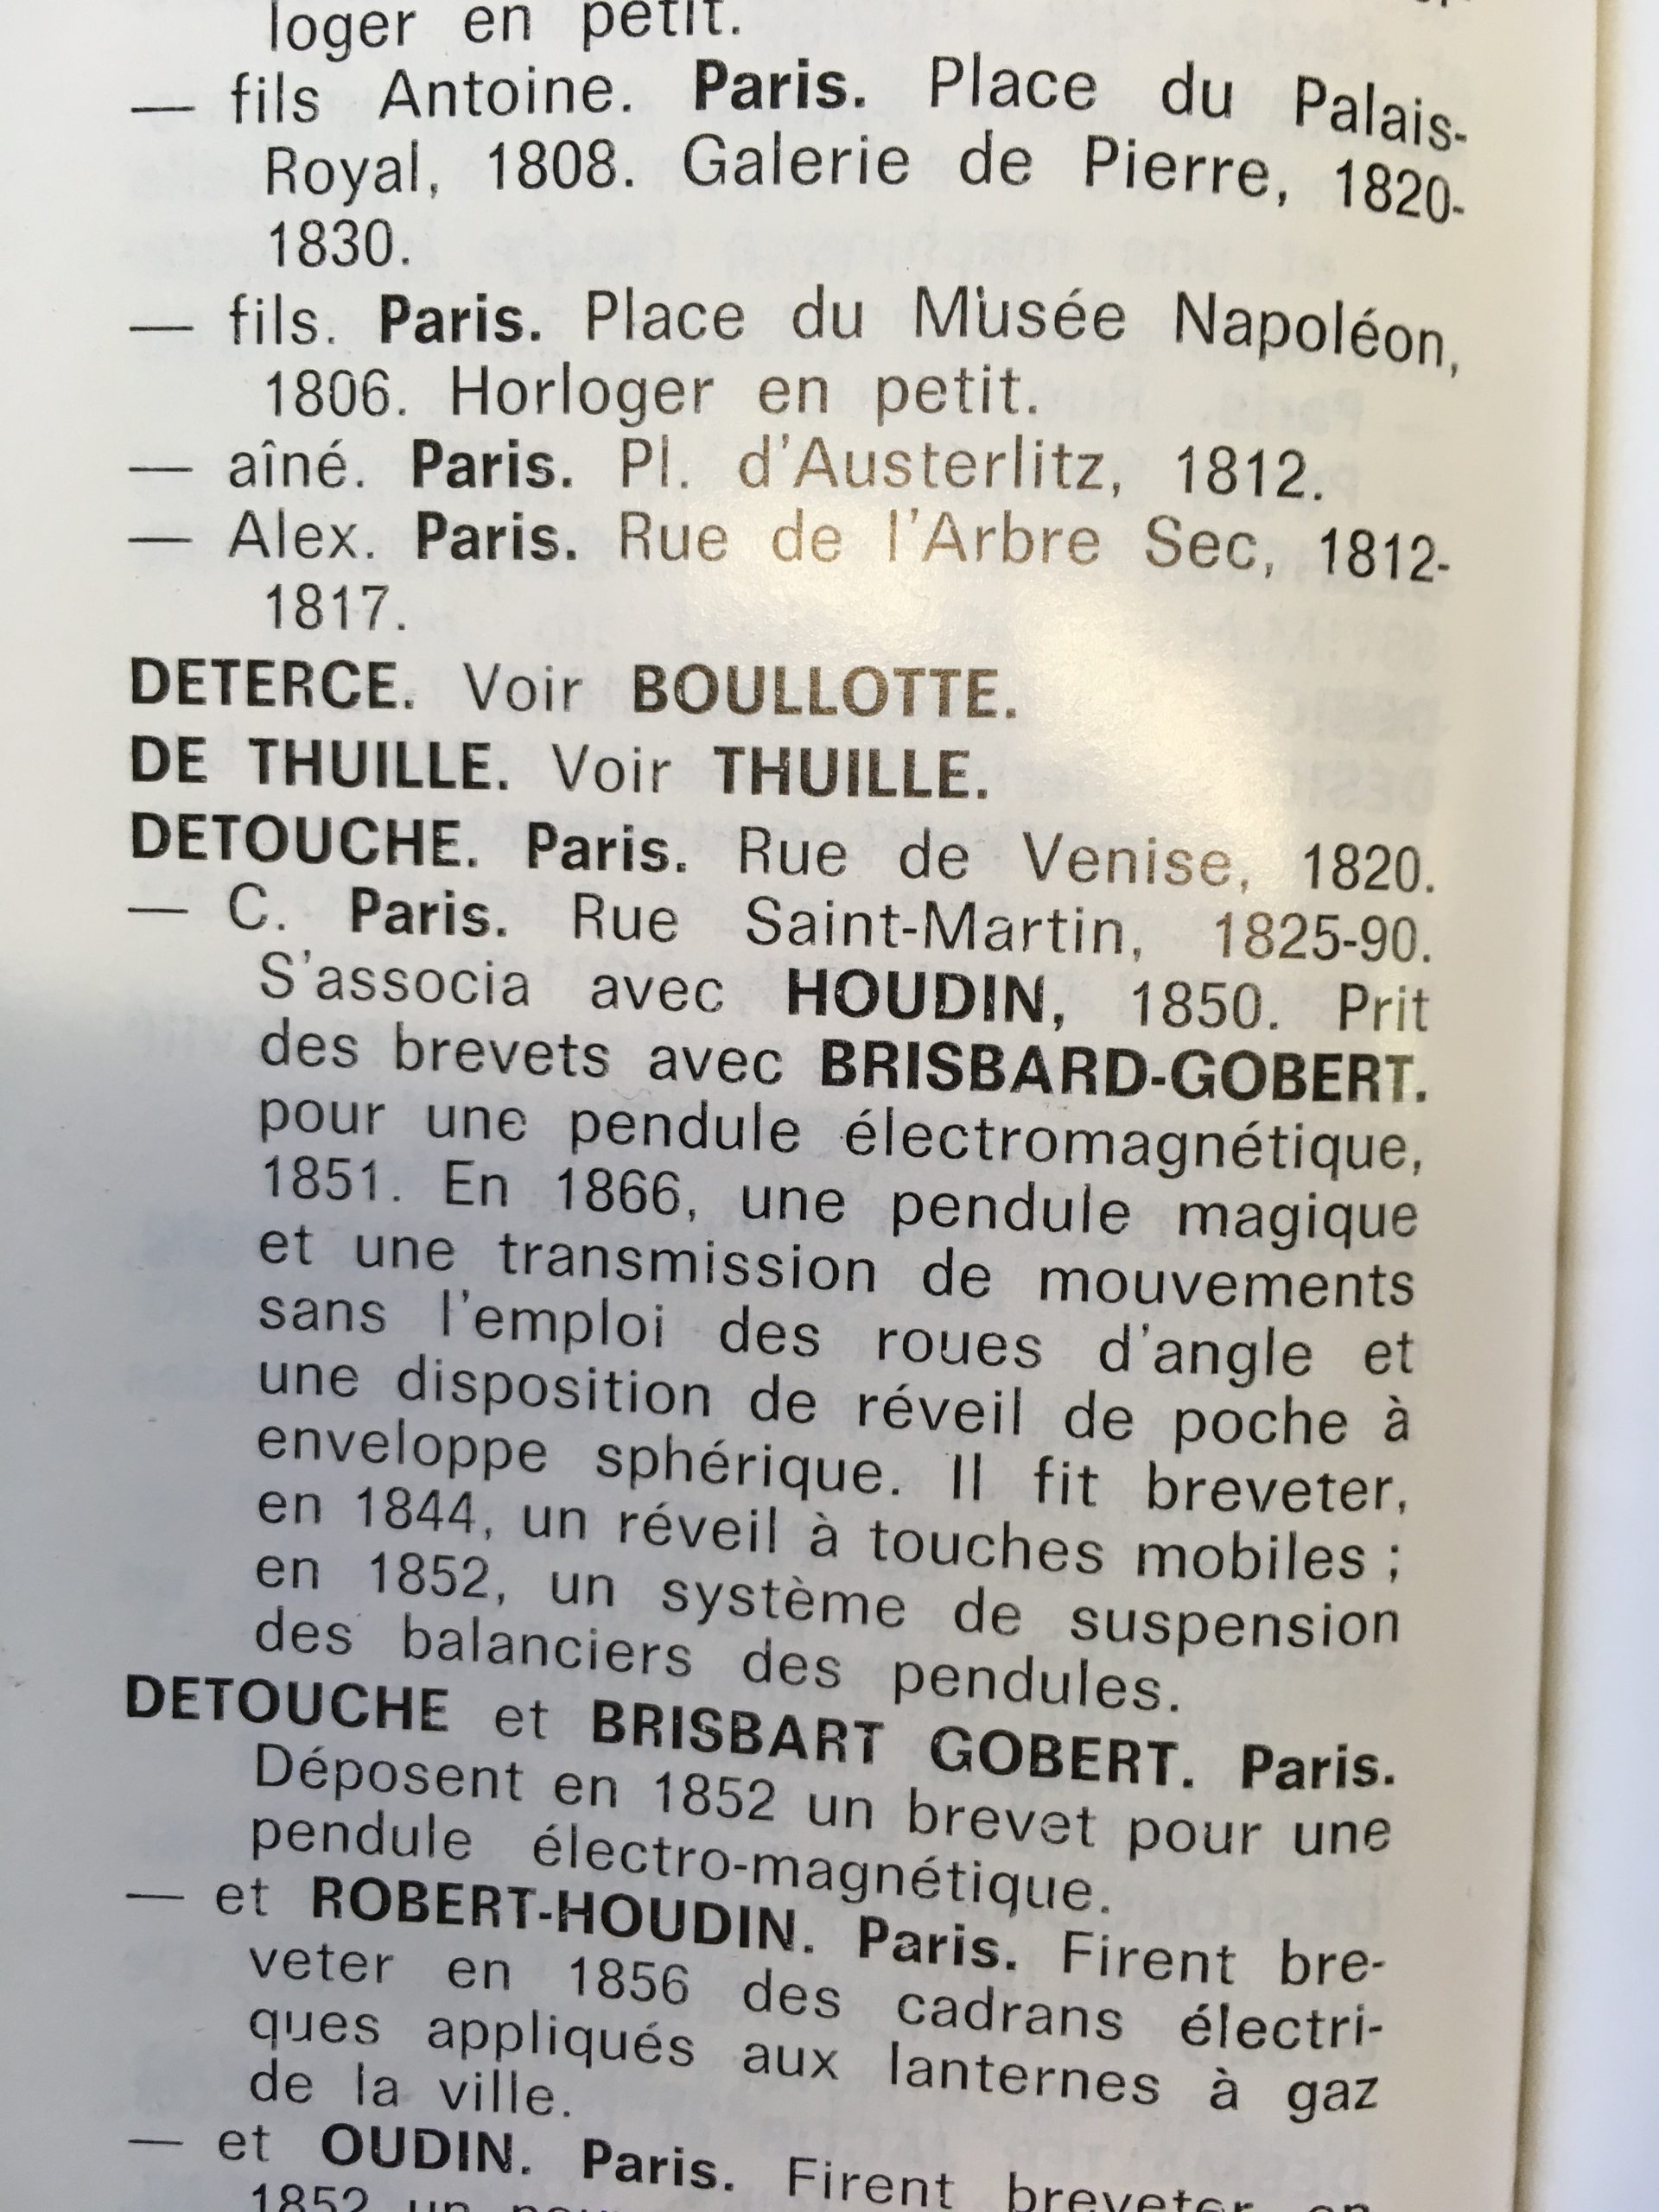 loger en petit.
— fils Antoine. Paris. Place du Palais-
Royal, 1808. Galerie de Pierre, 1820-
1830.
— fils. Paris. Place du Musée Napoléon,
1806. Horloger en petit.
— aîné. Paris. Pl. d'Austerlitz, 1812.
— Alex. Paris. Rue de l'Arbre Sec, 1812-
1817.
DETERCE. Voir BOULLOTTE.
DE THUILLE. Voir THUILLE.
DETOUCHE. Paris. Rue de Venise, 1820.
— C. Paris. Rue Saint-Martin, 1825-90.
S'associa avec HOUDIN, 1850. Prit
des brevets avec BRISBARD-GOBERT.
pour une pendule électromagnétique,
1851. En 1866, une pendule magique
et une transmission de mouvements
sans l'emploi des roues d'angle et
une disposition de réveil de poche à
enveloppe sphérique. Il fit breveter,
en 1844, un réveil à touches mobiles ;
en 1852, un système de suspension
des balanciers des pendules.
DETOUCHE et BRISBART GOBERT. Paris.
Déposent en 1852 un brevet pour une
pendule électro-magnétique.
— et ROBERT-HOUDIN. Paris. Firent bre-
veter en 1856 des cadrans électri-
ques appliqués aux lanternes à gaz
de la ville.
— et OUDIN. Paris. Firent breveter en
1852 un